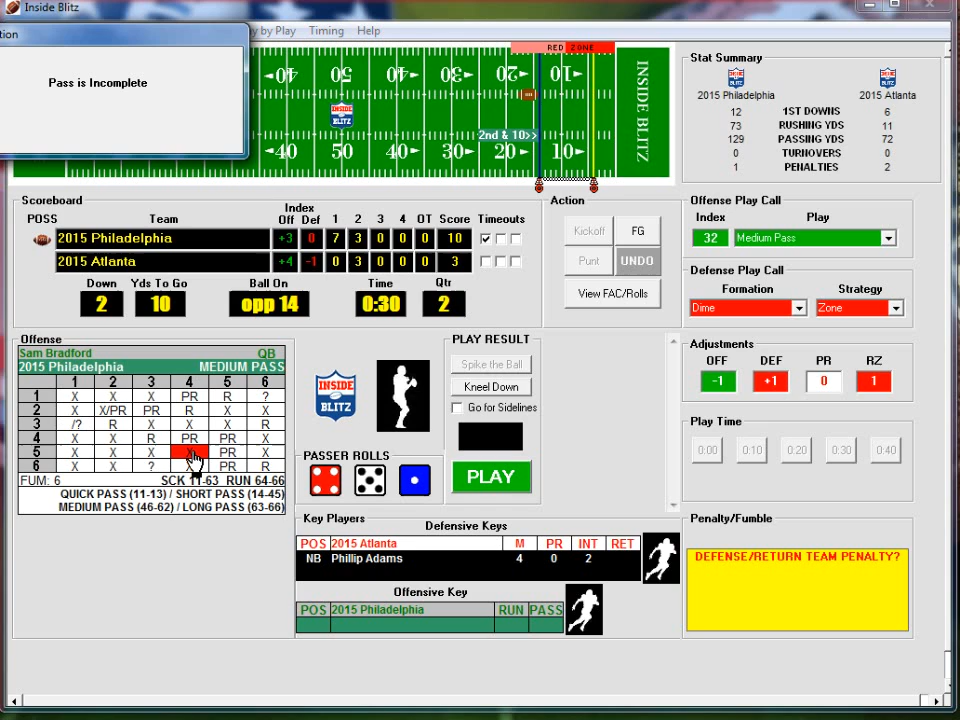 Inside Blitz
tion
y by Play Timing Help
Pass is Incomplete
RED ZONE
40 50 40 30 20 10
INSIDE BLITZ
INSIDE BLITZ
2nd & 10>>
40 50 40 30 20 10
Stat Summary
2015 Philadelphia 2015 Atlanta
12 1ST DOWNS 6
73 RUSHING YDS 11
129 PASSING YDS 72
0 TURNOVERS 0
1 PENALTIES 2
Scoreboard
POSS Team Index Off Def 1 2 3 4 OT Score Timeouts
2015 Philadelphia +3 0 7 3 0 0 0 10
2015 Atlanta +4 -1 0 3 0 0 0 3
Down Yds To Go Ball On Time Qtr
2 10 opp 14 0:30 2
Action
Kickoff FG
Punt UNDO
View FAC/Rolls
Offense Play Call
Index Play
32 Medium Pass
Defense Play Call
Formation Strategy
Dime Zone
Offense
Sam Bradford QB
2015 Philadelphia MEDIUM PASS
1 2 3 4 5 6
1 X X X PR R ?
2 X X/PR PR R X X
3 /? R X X X R
4 X X R PR PR X
5 X X X X PR X
6 X X ? X PR R
FUM: 6 SCK 11-63 RUN 64-66
QUICK PASS (11-13) / SHORT PASS (14-45)
MEDIUM PASS (46-62) / LONG PASS (63-66)
INSIDE BLITZ
PASSER ROLLS
PLAY RESULT
Spike the Ball
Kneel Down
Go for Sidelines
PLAY
Adjustments
OFF DEF PR RZ
-1 +1 0 1
Play Time
0:00 0:10 0:20 0:30 0:40
Key Players
Defensive Keys
POS 2015 Atlanta M PR INT RET
NB Phillip Adams 4 0 2
Offensive Key
POS 2015 Philadelphia RUN PASS
Penalty/Fumble
DEFENSE/RETURN TEAM PENALTY?